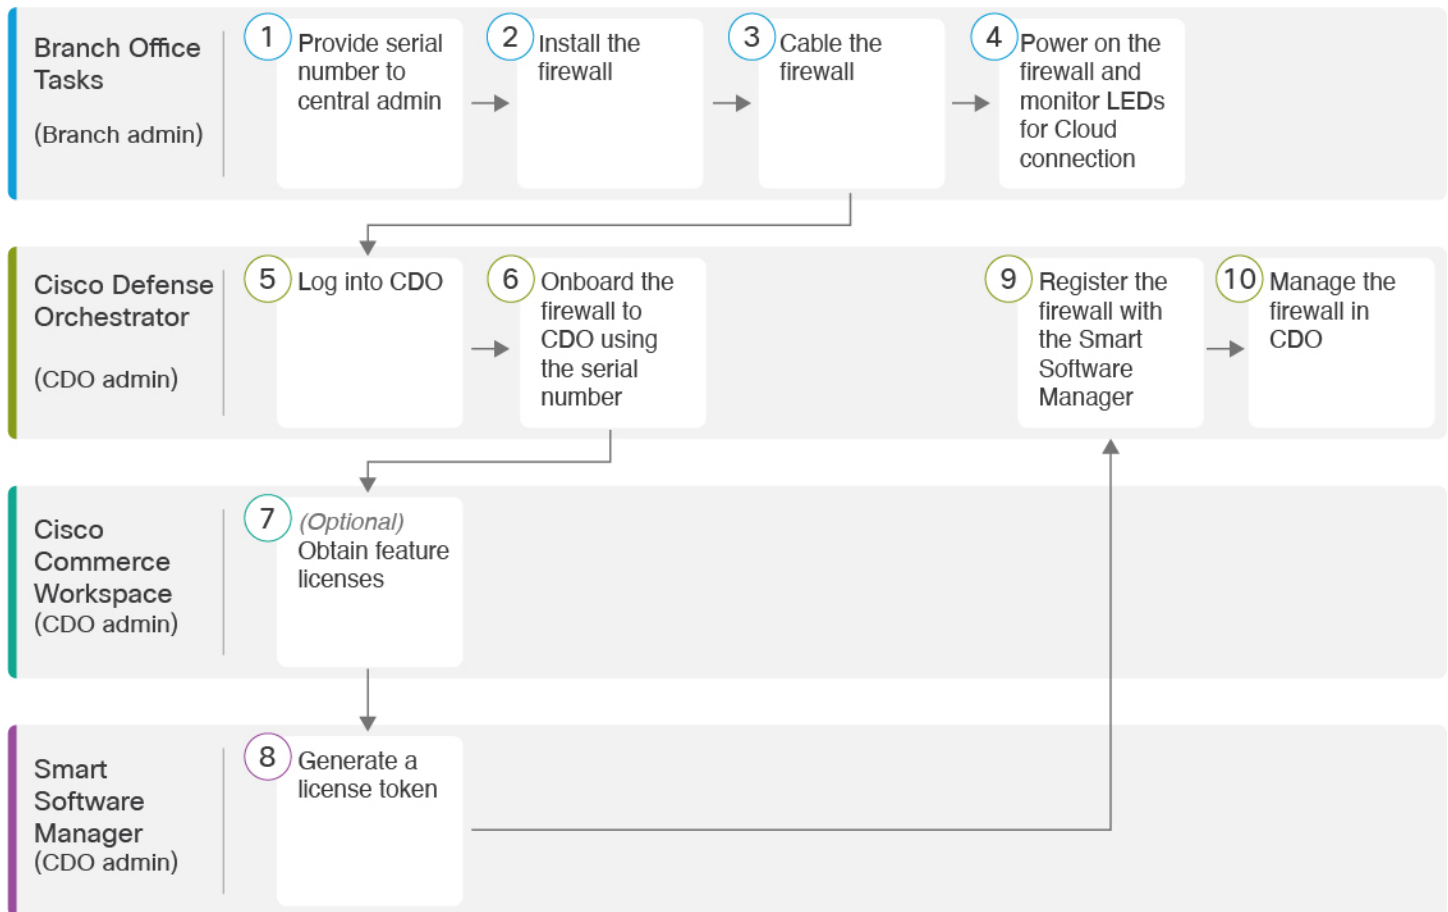 Branch Office
Tasks
(Branch admin)
1
Provide serial
number to
central admin
2
Install the
firewall
3
Cable the
firewall
4
Power on the
firewall and
monitor LEDs
for Cloud
connection
Cisco Defense
Orchestrator
(CDO admin)
5
Log into CDO
6
Onboard the
firewall to
CDO using
the serial
number
9
Register the
firewall with
the Smart
Software
Manager
10
Manage the
firewall in
CDO
Cisco
Commerce
Workspace
(CDO admin)
7
(Optional)
Obtain feature
licenses
Smart
Software
Manager
(CDO admin)
8
Generate a
license token